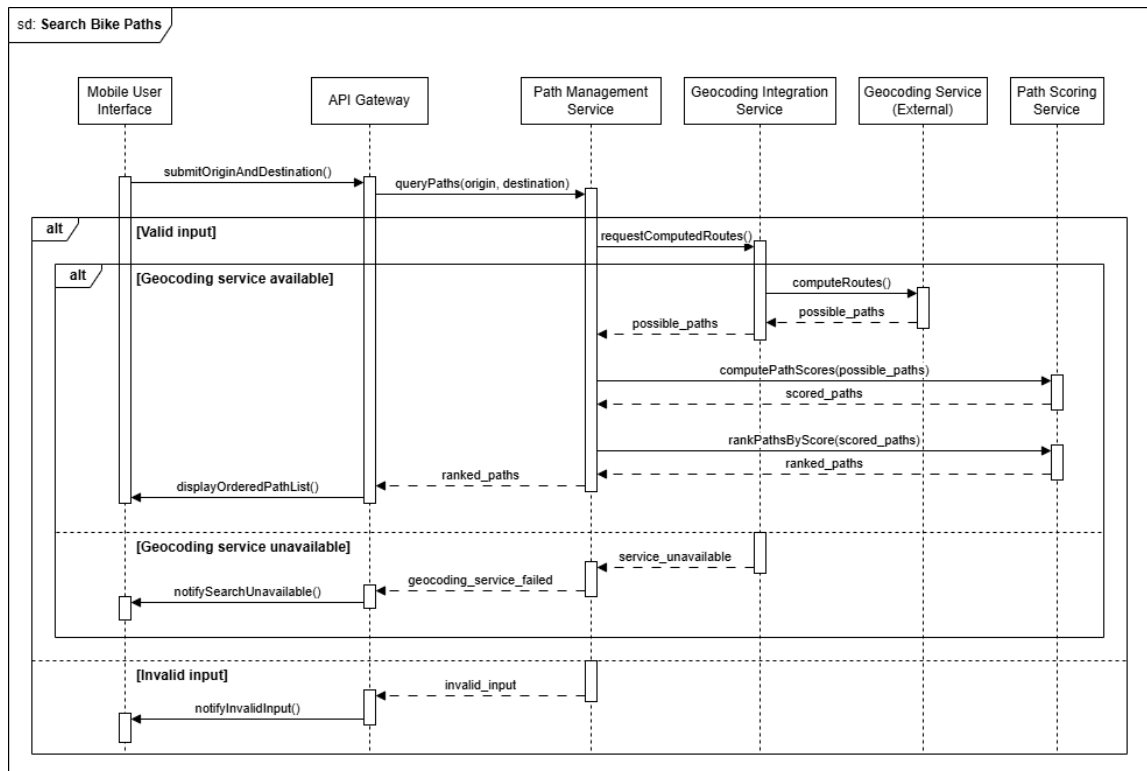 sd: Search Bike Paths
Mobile User
Interface
API Gateway
Path Management
Service
Geocoding Integration
Service
Geocoding Service
(External)
Path Scoring
Service
submitOriginAndDestination()
queryPaths(origin, destination)
alt
[Valid input]
requestComputedRoutes()
alt
[Geocoding service available]
computeRoutes()
possible_paths
possible_paths
computePathScores(possible_paths)
scored_paths
rankPathsByScore(scored_paths)
ranked_paths
ranked_paths
displayOrderedPathList()
[Geocoding service unavailable]
service_unavailable
geocoding_service_failed
notifySearchUnavailable()
[Invalid input]
invalid_input
notifyInvalidInput()